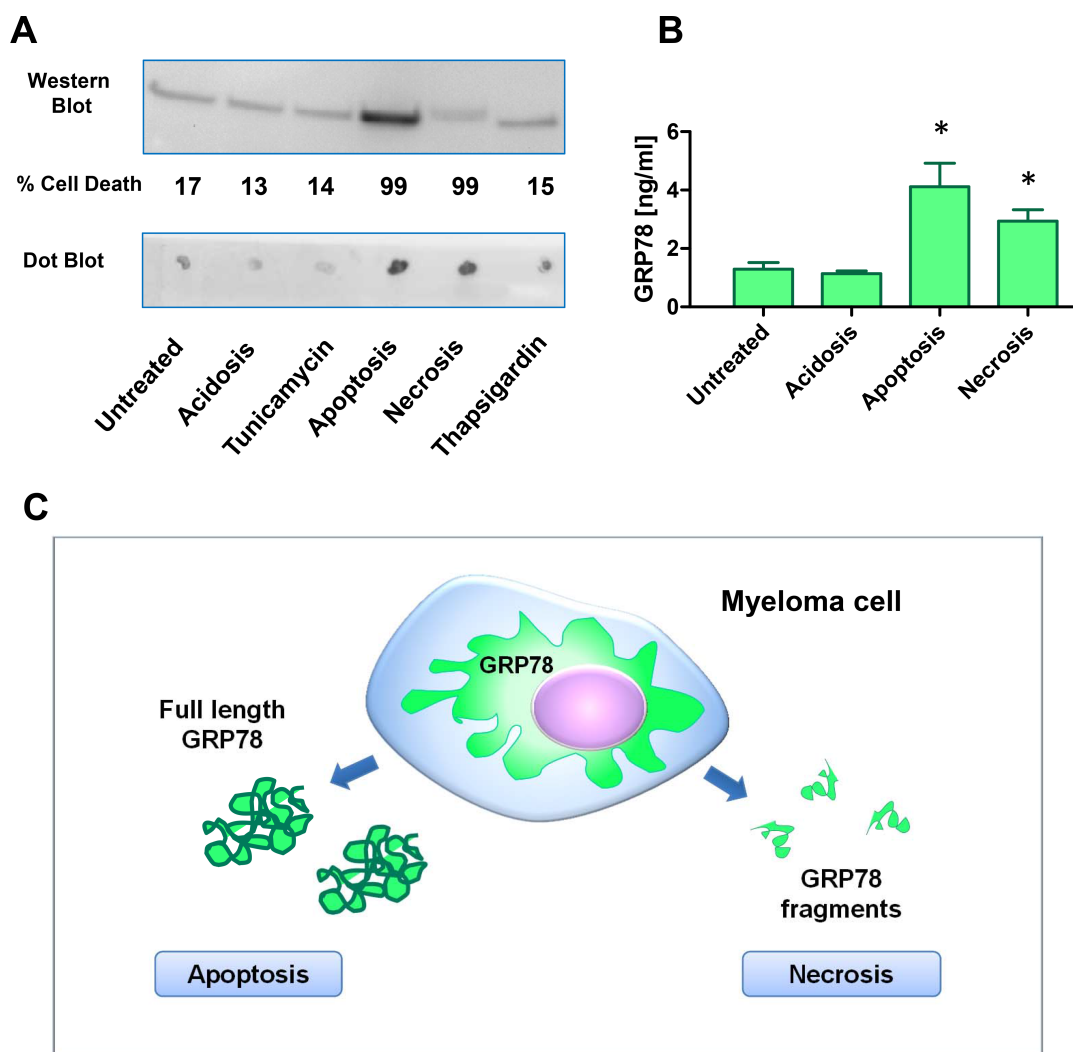 A
Western
Blot
% Cell Death
17 13 14 99 99 15
Dot Blot
Untreated
Acidosis
Tunicamycin
Apoptosis
Necrosis
Thapsigardin
B
GRP78 [ng/ml]
6
4
2
0
*
*
Untreated
Acidosis
Apoptosis
Necrosis
C
Myeloma cell
GRP78
Full length
GRP78
GRP78
fragments
Apoptosis
Necrosis